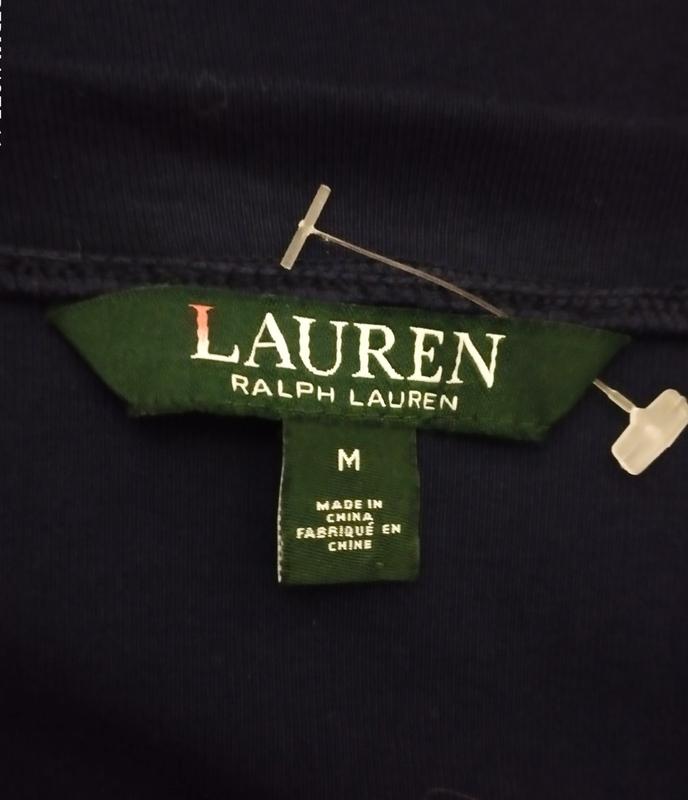 LAUREN
RALPH LAUREN
M
MADE IN
CHINA
FABRIQUÉ EN
CHINE